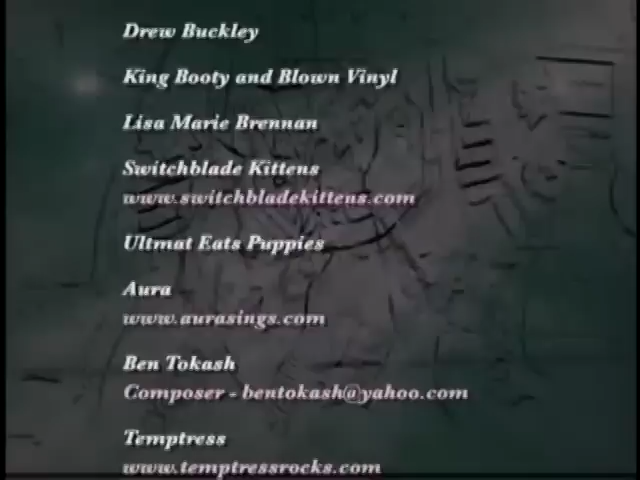 Drew Buckley
King Booty and Blown Vinyl
Lisa Marie Brennan
Switchblade Kittens
www.switchbladekittens.com
Ultmat Eats Puppies
Aura
www.aurasings.com
Ben Tokash
Composer - bentokash@yahoo.com
Temptress
www.temptressrocks.com